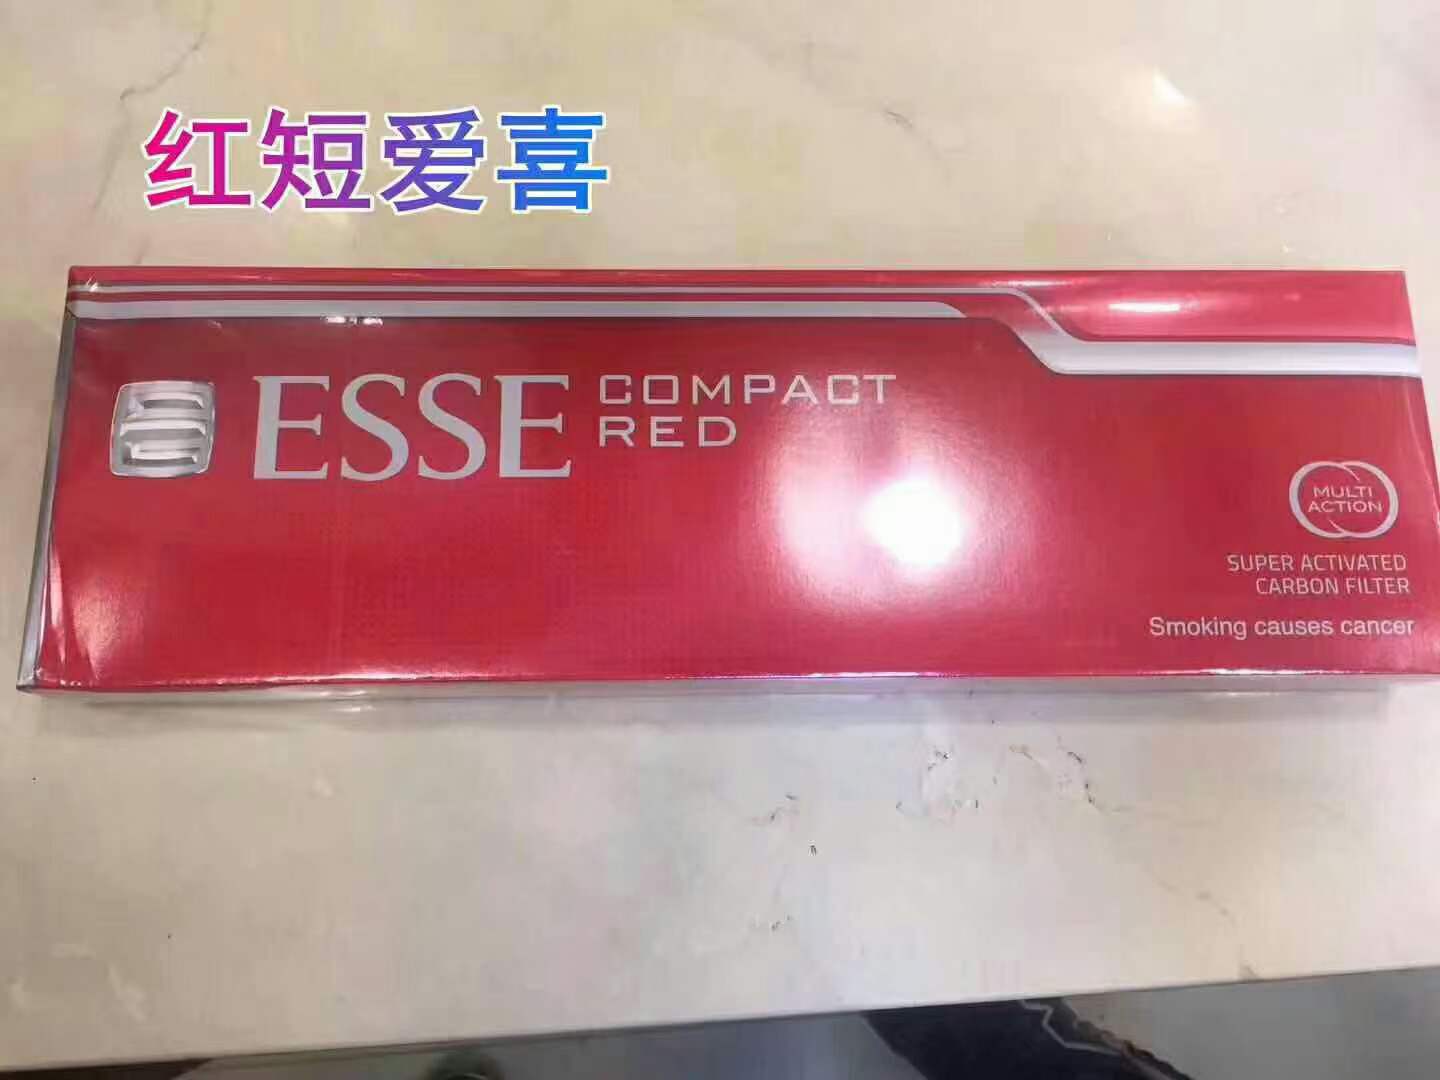 红短爱喜
ESSE COMPACT
RED
MULTI
ACTION
SUPER ACTIVATED
CARBON FILTER
Smoking causes cancer